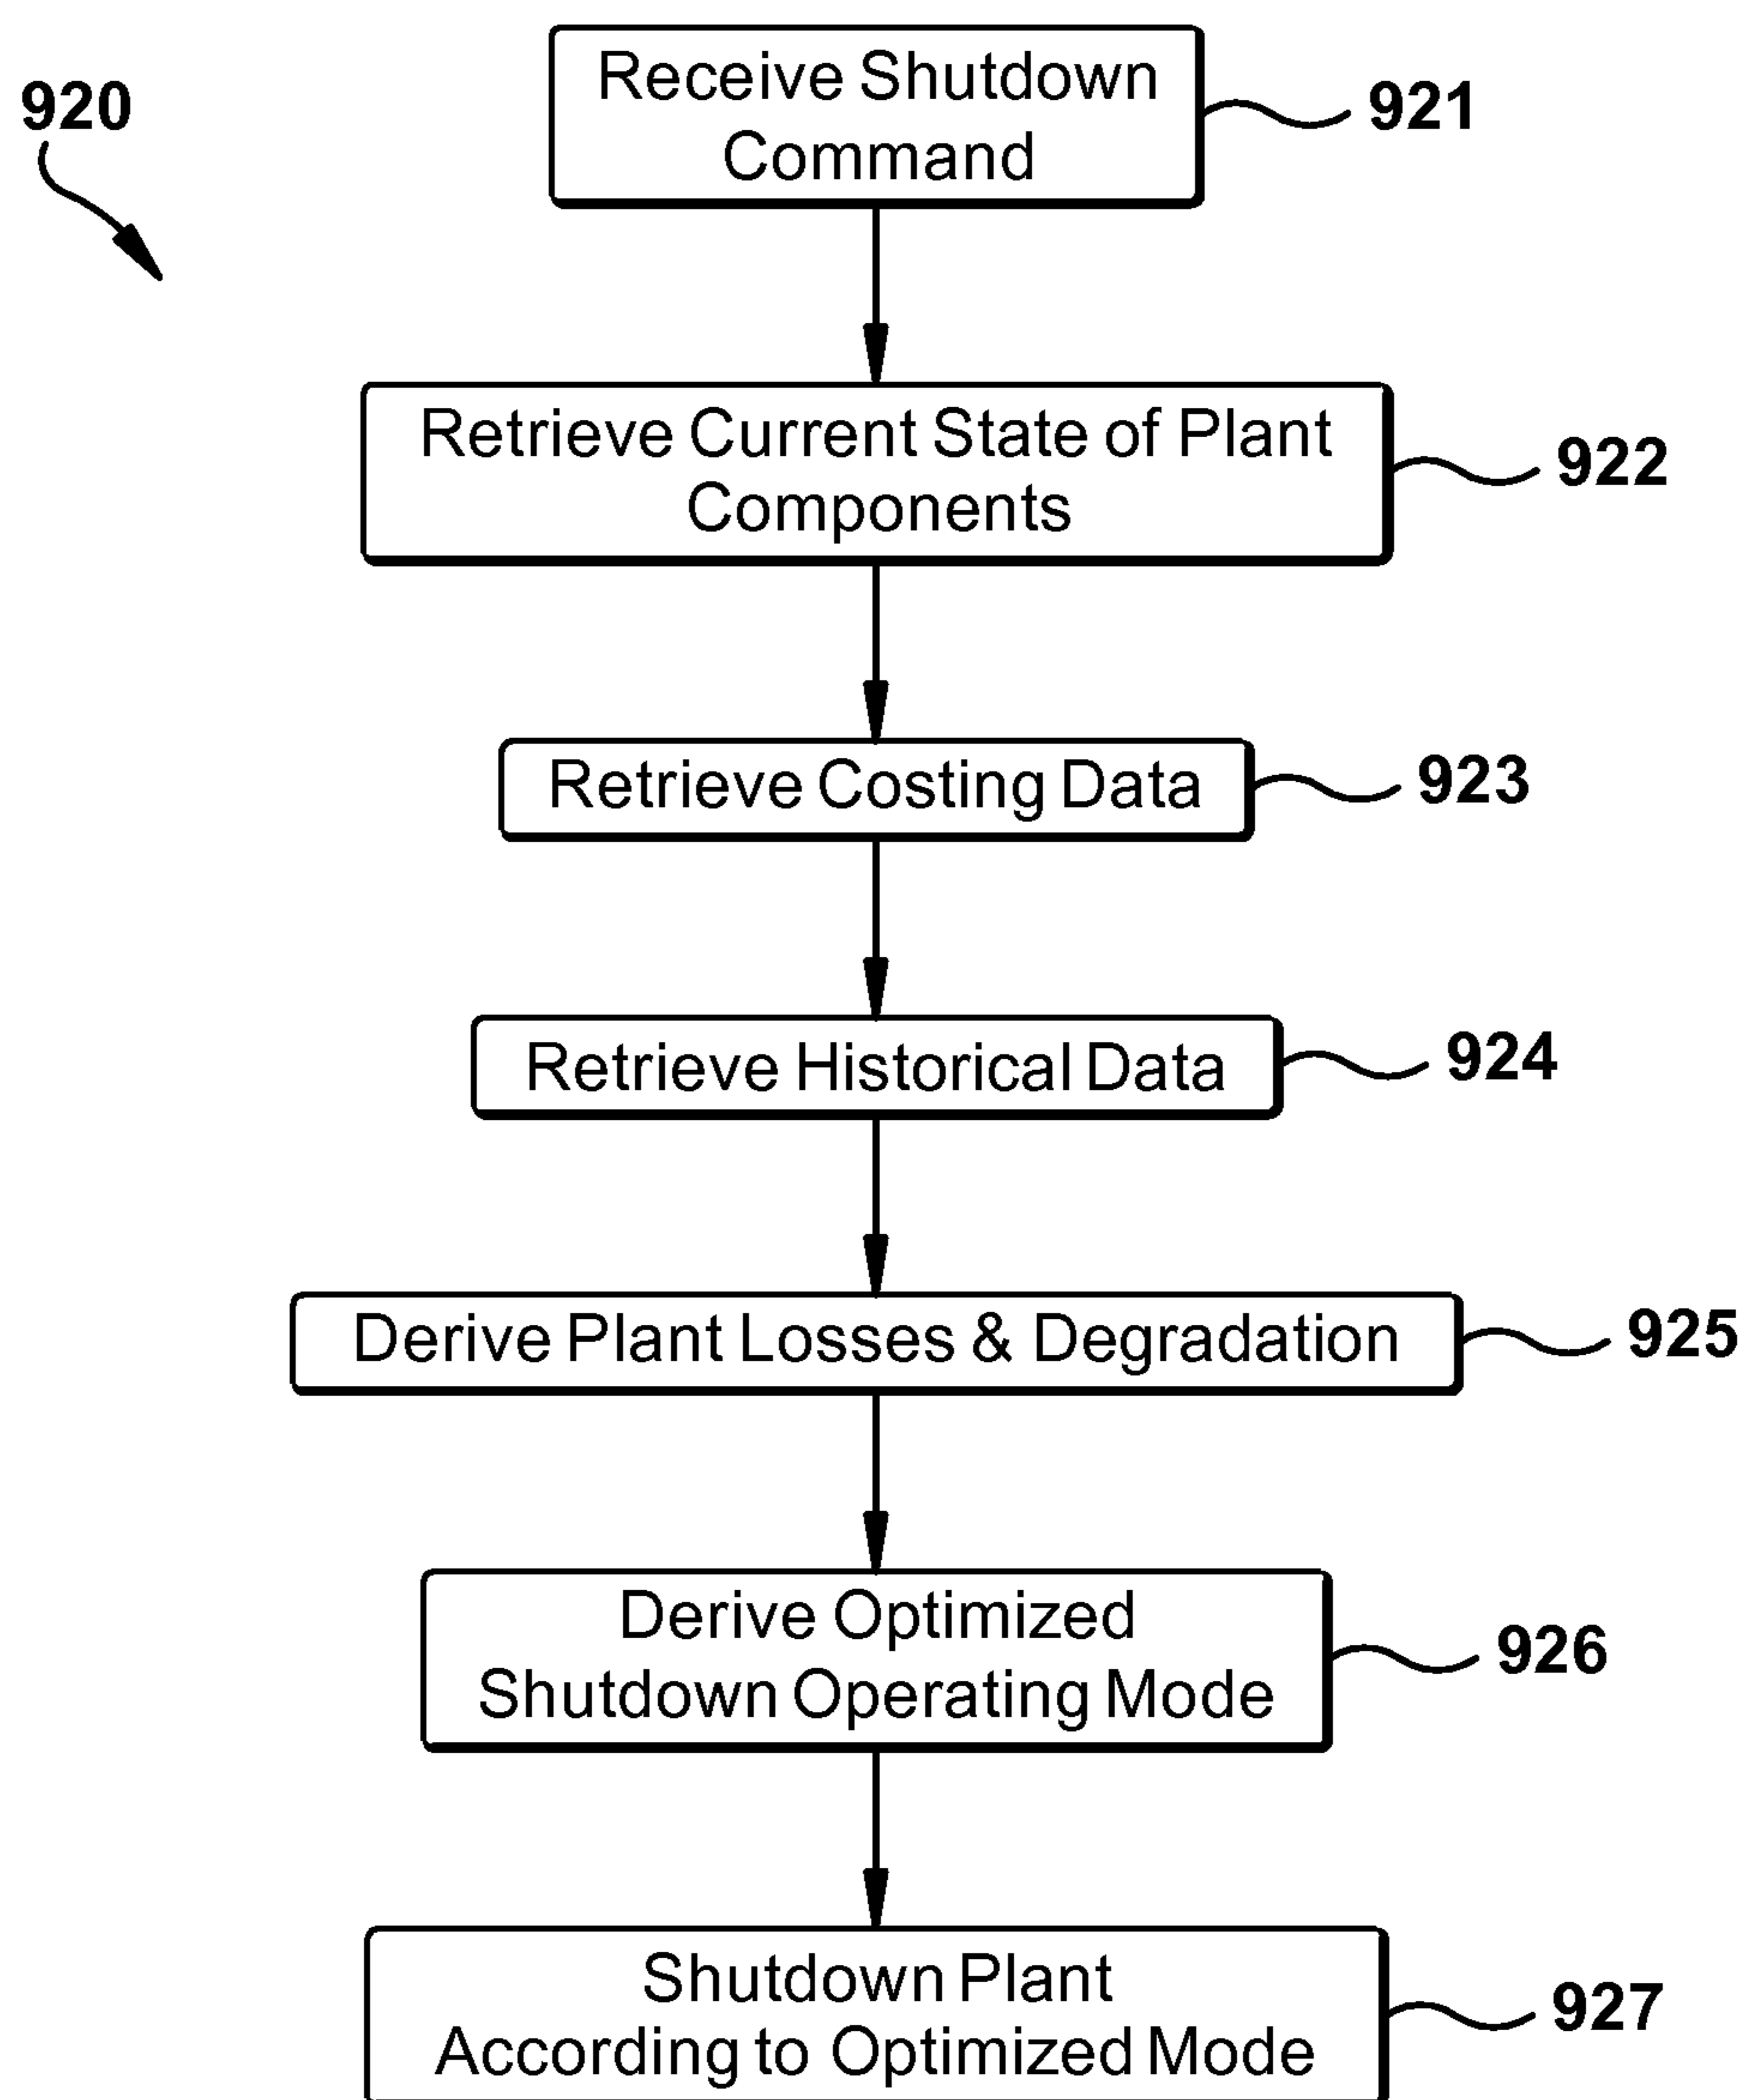 920
Receive Shutdown
Command
921
Retrieve Current State of Plant
Components
922
Retrieve Costing Data
923
Retrieve Historical Data
924
Derive Plant Losses & Degradation
925
Derive Optimized
Shutdown Operating Mode
926
Shutdown Plant
According to Optimized Mode
927